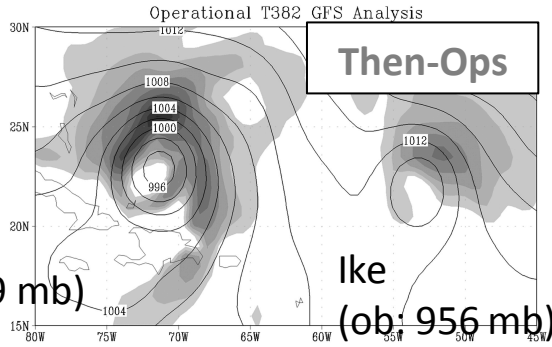 Operational T382 GFS Analysis
30N
1012
Then-Ops
1008
1004
1000
25N
1012
996
20N
Ike
9 mb)
(ob: 956 mb)
1004
15N
80W 75W 70W 65W 60W 55W 50W 45W